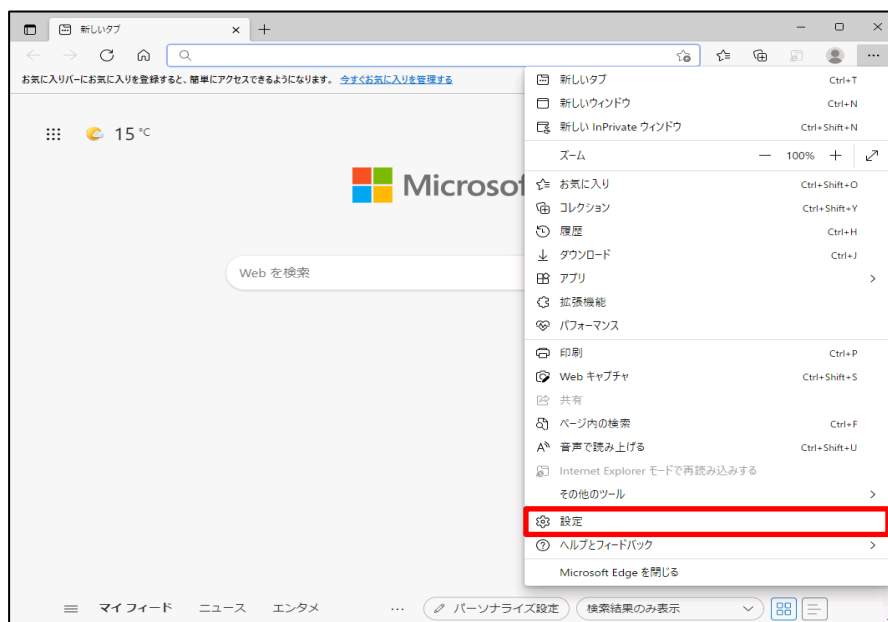 新しいタブ
お気に入りバーにお気に入りを登録すると、簡単にアクセスできるようになります。 今すぐお気に入りを管理する
15 °C
Microsof
Web を検索
新しいタブ Ctrl+T
新しいウィンドウ Ctrl+N
新しい InPrivate ウィンドウ Ctrl+Shift+N
ズーム — 100% +
お気に入り Ctrl+Shift+O
コレクション Ctrl+Shift+Y
履歴 Ctrl+H
ダウンロード Ctrl+J
アプリ
拡張機能
パフォーマンス
印刷 Ctrl+P
Web キャプチャ Ctrl+Shift+S
共有
ページ内の検索 Ctrl+F
音声で読み上げる Ctrl+Shift+U
Internet Explorer モードで再読み込みする
その他のツール
設定
ヘルプとフィードバック
Microsoft Edge を閉じる
マイ フィード ニュース エンタメ ... パーソナライズ設定 検索結果のみ表示